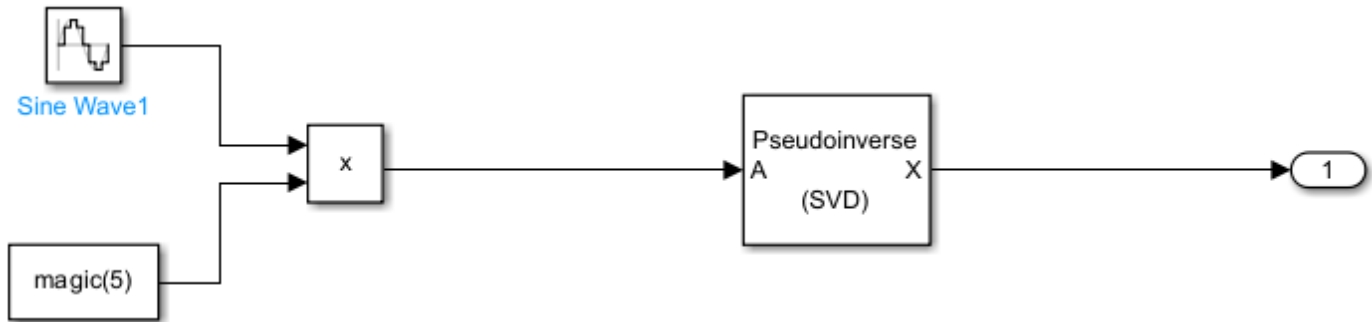 Sine Wave1
x
magic(5)
Pseudoinverse
A X
(SVD)
1